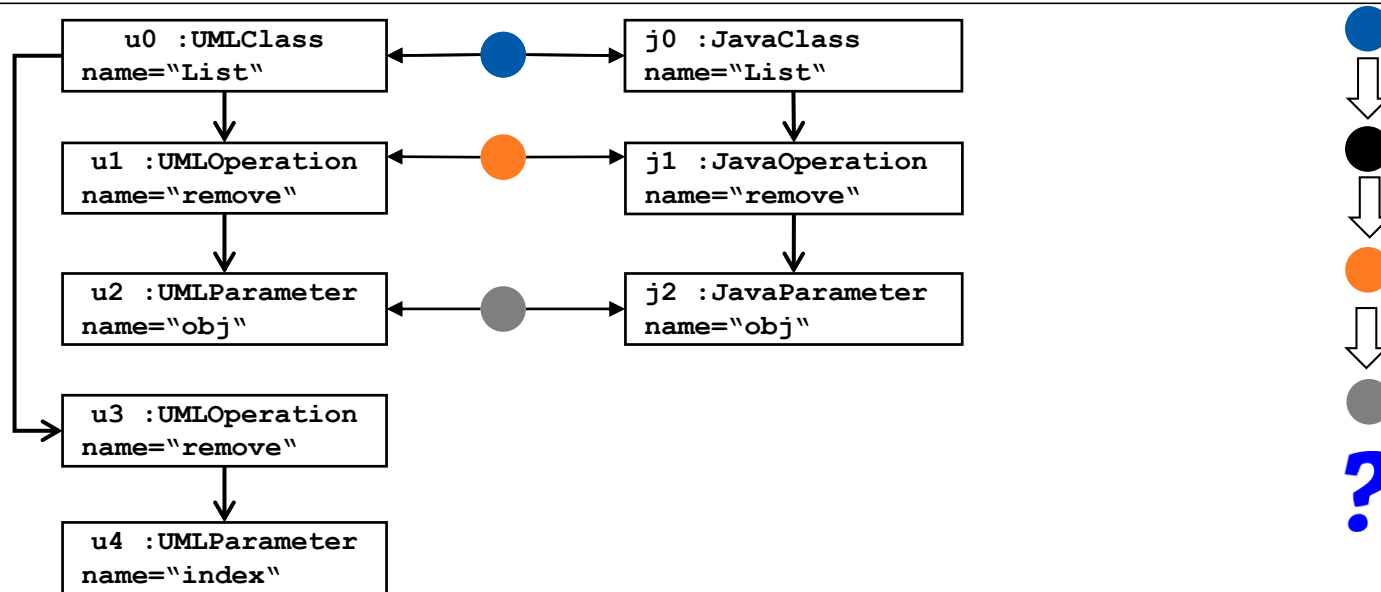 u0 :UMLClass
name=“List“
j0 :JavaClass
name=“List“
u1 :UMLOperation
name=“remove“
j1 :JavaOperation
name=“remove“
u2 :UMLParameter
name=“obj“
j2 :JavaParameter
name=“obj“
u3 :UMLOperation
name=“remove“
u4 :UMLParameter
name=“index“
?